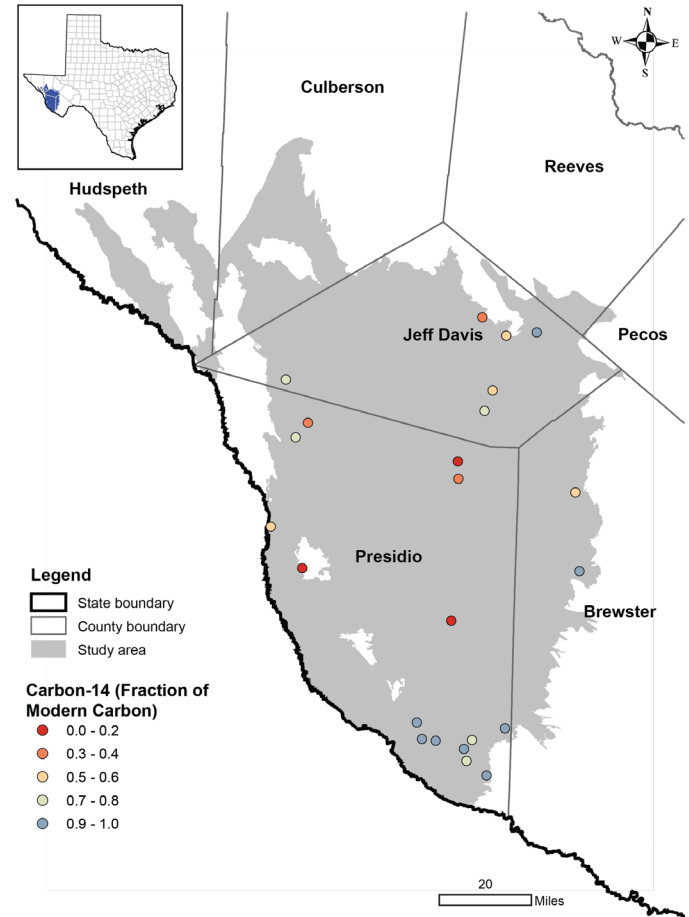 N
W E
S
Culberson
Reeves
Hudspeth
Jeff Davis
Pecos
Presidio
Brewster
Legend
State boundary
County boundary
Study area
Carbon-14 (Fraction of
Modern Carbon)
0.0 - 0.2
0.3 - 0.4
0.5 - 0.6
0.7 - 0.8
0.9 - 1.0
20
Miles